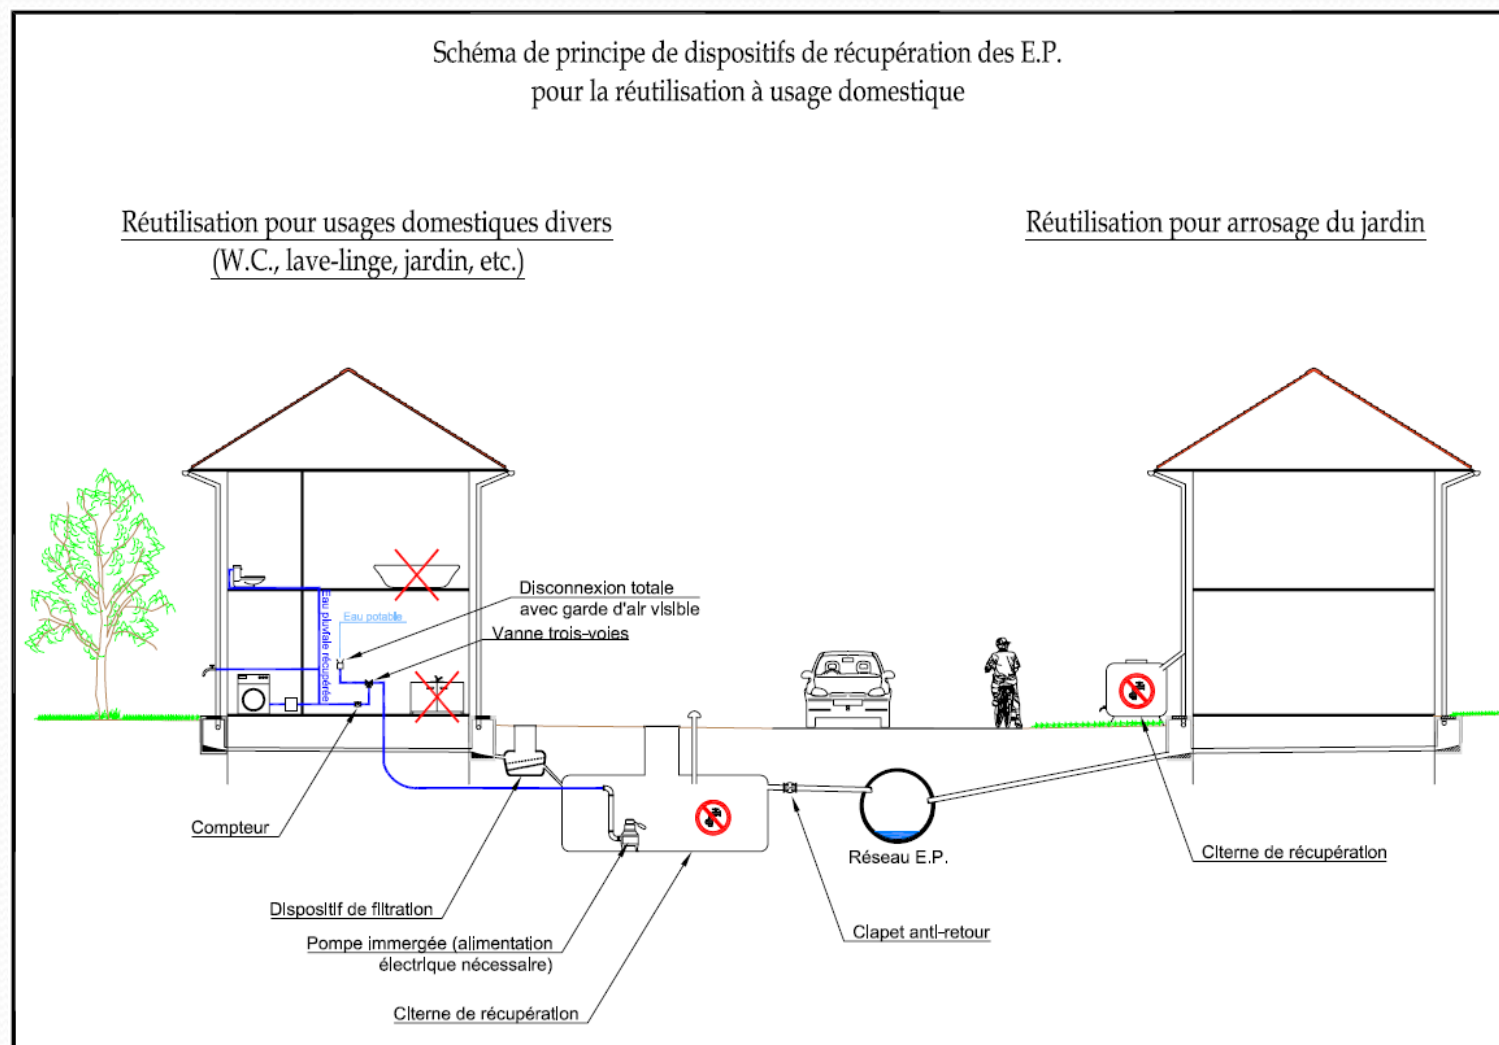 Schéma de principe de dispositifs de récupération des E.P.
pour la réutilisation à usage domestique
Réutilisation pour usages domestiques divers
(W.C., lave-linge, jardin, etc.)
Réutilisation pour arrosage du jardin
Disconnexion totale
avec garde d'air visible
Eau potable
Vanne trois-voies
Eau pluviale récupérée
Compteur
Réseau E.P.
Citerne de récupération
Dispositif de filtration
Clapet anti-retour
Pompe immergée (alimentation
électrique nécessaire)
Citerne de récupération